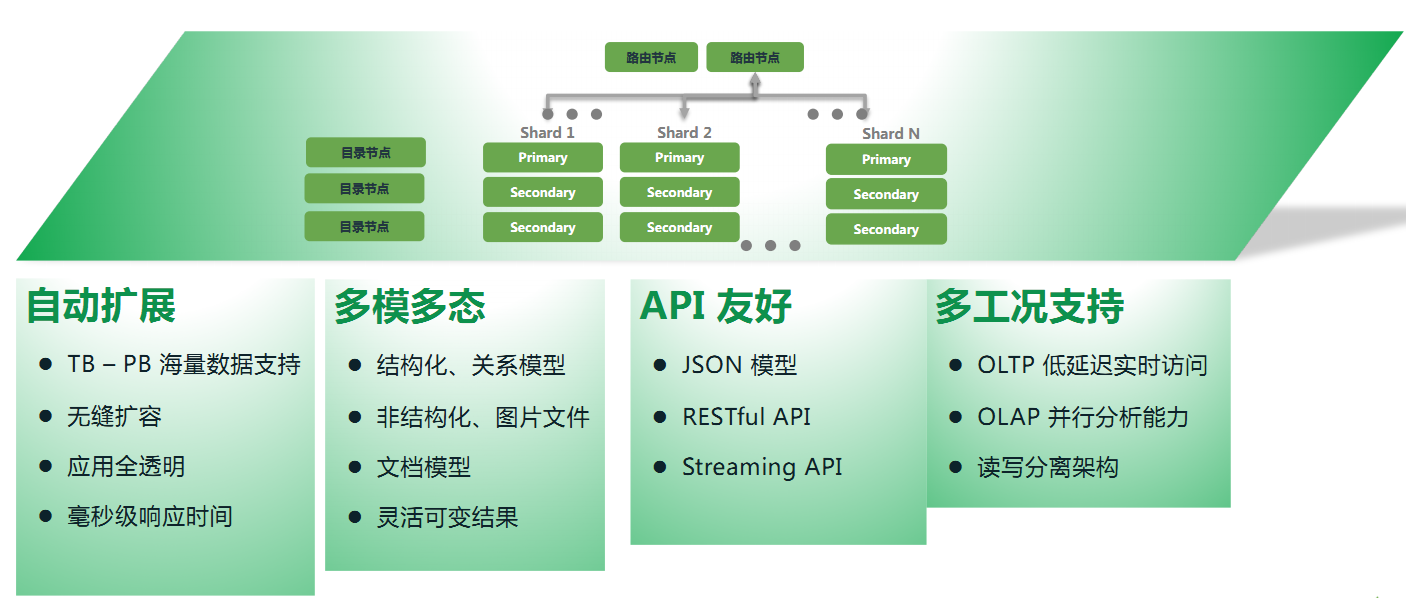 路由节点 路由节点
Shard 1 Shard 2 Shard N
目录节点 Primary Primary Primary
目录节点 Secondary Secondary Secondary
目录节点 Secondary Secondary Secondary
自动扩展
TB – PB 海量数据支持
无缝扩容
应用全透明
毫秒级响应时间
多模多态
结构化、关系模型
非结构化、图片文件
文档模型
灵活可变结果
API 友好
JSON 模型
RESTful API
Streaming API
多工况支持
OLTP 低延迟实时访问
OLAP 并行分析能力
读写分离架构